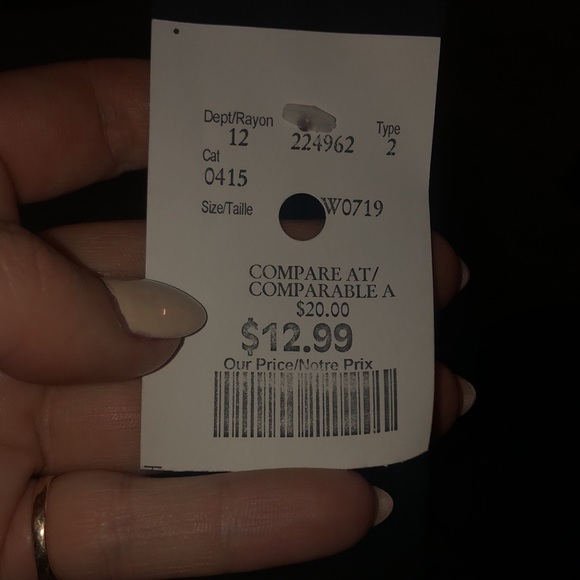 Dept/Rayon
12 224962
Type
2
Cat
0415
Size/Taille W0719
COMPARE AT/
COMPARABLE A
$20.00
$12.99
Our Price/Notre Prix